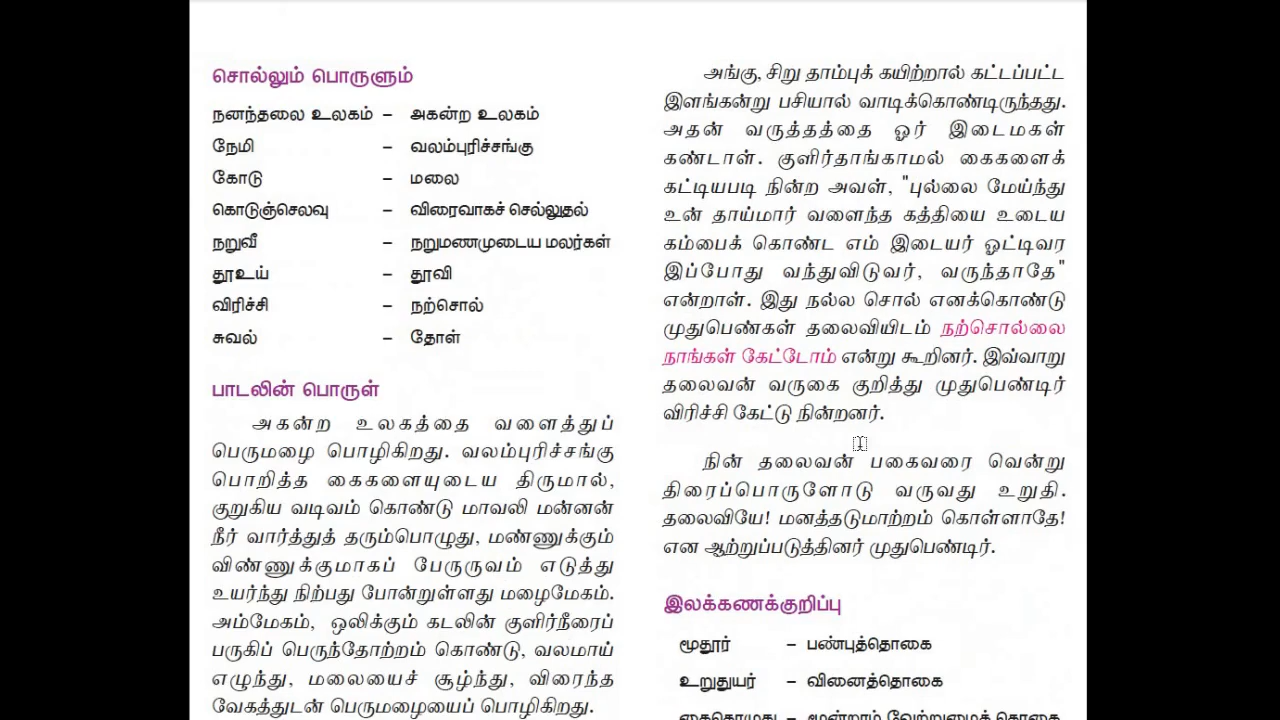 சொல்லும் பொருளும்
நனந்தலை உலகம் – அகன்ற உலகம்
நேமி – வலம்புரிச்சங்கு
கோடு – மலை
கொடுஞ்செலவு – விரைவாகச் செல்லுதல்
நறுவீ – நறுமணமுடைய மலர்கள்
தூஉய் – தூவி
விரிச்சி – நற்சொல்
சுவல் – தோள்
பாடலின் பொருள்
அகன்ற உலகத்தை வளைத்துப்
பெருமழை பொழிகிறது. வலம்புரிச்சங்கு
பொறித்த கைகளையுடைய திருமால்,
குறுகிய வடிவம் கொண்டு மாவலி மன்னன்
நீர் வார்த்துத் தரும்பொழுது, மண்ணுக்கும்
விண்ணுக்குமாகப் பேருருவம் எடுத்து
உயர்ந்து நிற்பது போன்றுள்ளது மழைமேகம்.
அம்மேகம், ஒலிக்கும் கடலின் குளிர்நீரைப்
பருகிப் பெருந்தோற்றம் கொண்டு, வலமாய்
எழுந்து, மலையைச் சூழ்ந்து, விரைந்த
வேகத்துடன் பெருமழையைப் பொழிகிறது.
அங்கு, சிறு தாம்புக் கயிற்றால் கட்டப்பட்ட
இளங்கன்று பசியால் வாடிக்கொண்டிருந்தது.
அதன் வருத்தத்தை ஓர் இடைமகள்
கண்டாள். குளிர்தாங்காமல் கைகளைக்
கட்டியபடி நின்ற அவள், "புல்லை மேய்ந்து
உன் தாய்மார் வளைந்த கத்தியை உடைய
கம்பைக் கொண்ட எம் இடையர் ஓட்டிவர
இப்போது வந்துவிடுவர், வருந்தாதே"
என்றாள். இது நல்ல சொல் எனக்கொண்டு
முதுபெண்கள் தலைவியிடம் நற்சொல்லை
நாங்கள் கேட்டோம் என்று கூறினர். இவ்வாறு
தலைவன் வருகை குறித்து முதுபெண்டிர்
விரிச்சி கேட்டு நின்றனர்.
நின் தலைவன் பகைவரை வென்று
திரைப்பொருளோடு வருவது உறுதி.
தலைவியே! மனத்தடுமாற்றம் கொள்ளாதே!
என ஆற்றுப்படுத்தினர் முதுபெண்டிர்.
இலக்கணக்குறிப்பு
மூதூர் – பண்புத்தொகை
உறுதுயர் – வினைத்தொகை
கைதொழுது – மூன்றாம் வேற்றுமைத் தொகை